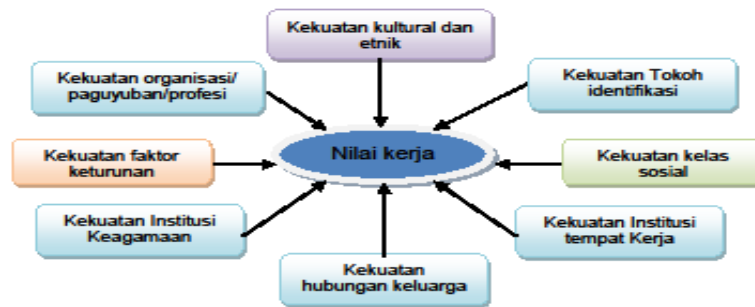 Kekuatan kultural dan
etnik
Kekuatan organisasi/
paguyuban/profesi
Kekuatan Tokoh
identifikasi
Kekuatan faktor
keturunan
Nilai kerja
Kekuatan kelas
sosial
Kekuatan Institusi
Keagamaan
Kekuatan Institusi
tempat Kerja
Kekuatan
hubungan keluarga